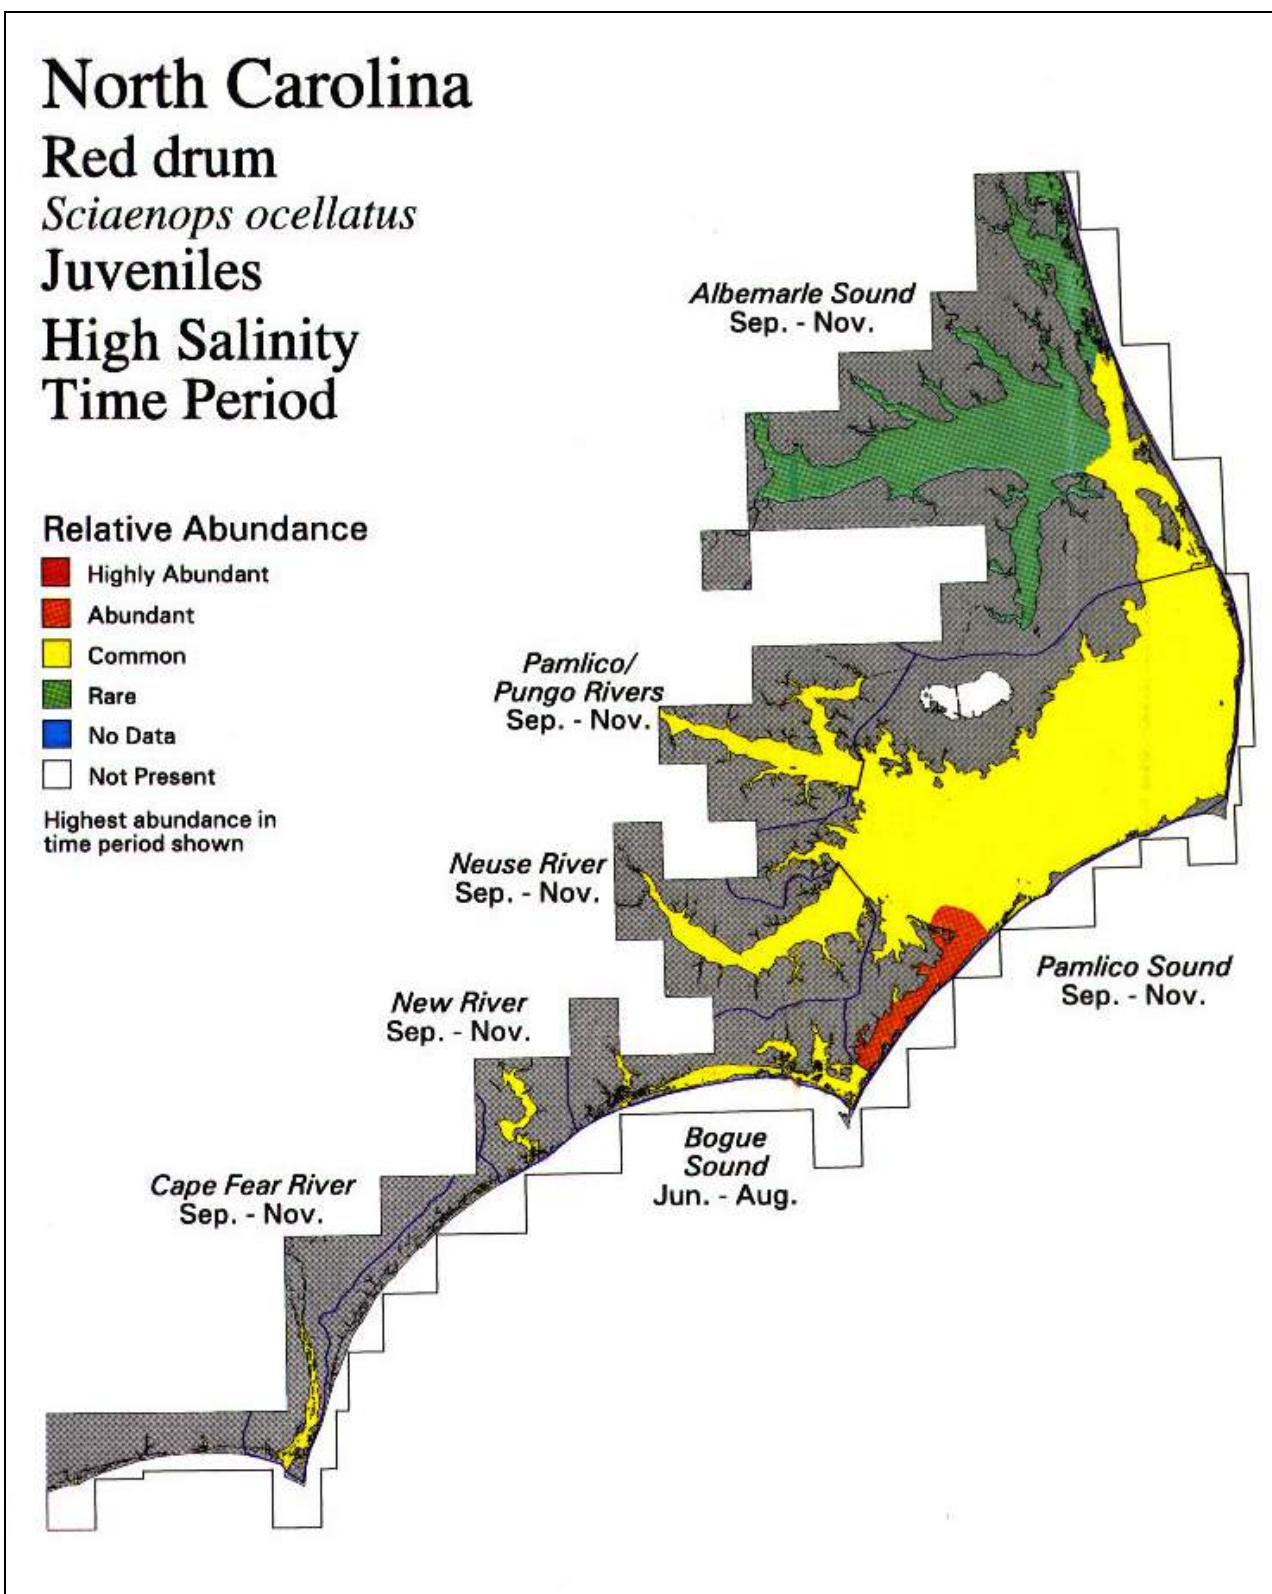 North Carolina
Red drum
Sciaenops ocellatus
Juveniles
High Salinity
Time Period
Relative Abundance
Highly Abundant
Abundant
Common
Rare
No Data
Not Present
Highest abundance in
time period shown
Albemarle Sound
Sep. - Nov.
Pamlico/
Pungo Rivers
Sep. - Nov.
Neuse River
Sep. - Nov.
Pamlico Sound
Sep. - Nov.
New River
Sep. - Nov.
Bogue
Sound
Jun. - Aug.
Cape Fear River
Sep. - Nov.